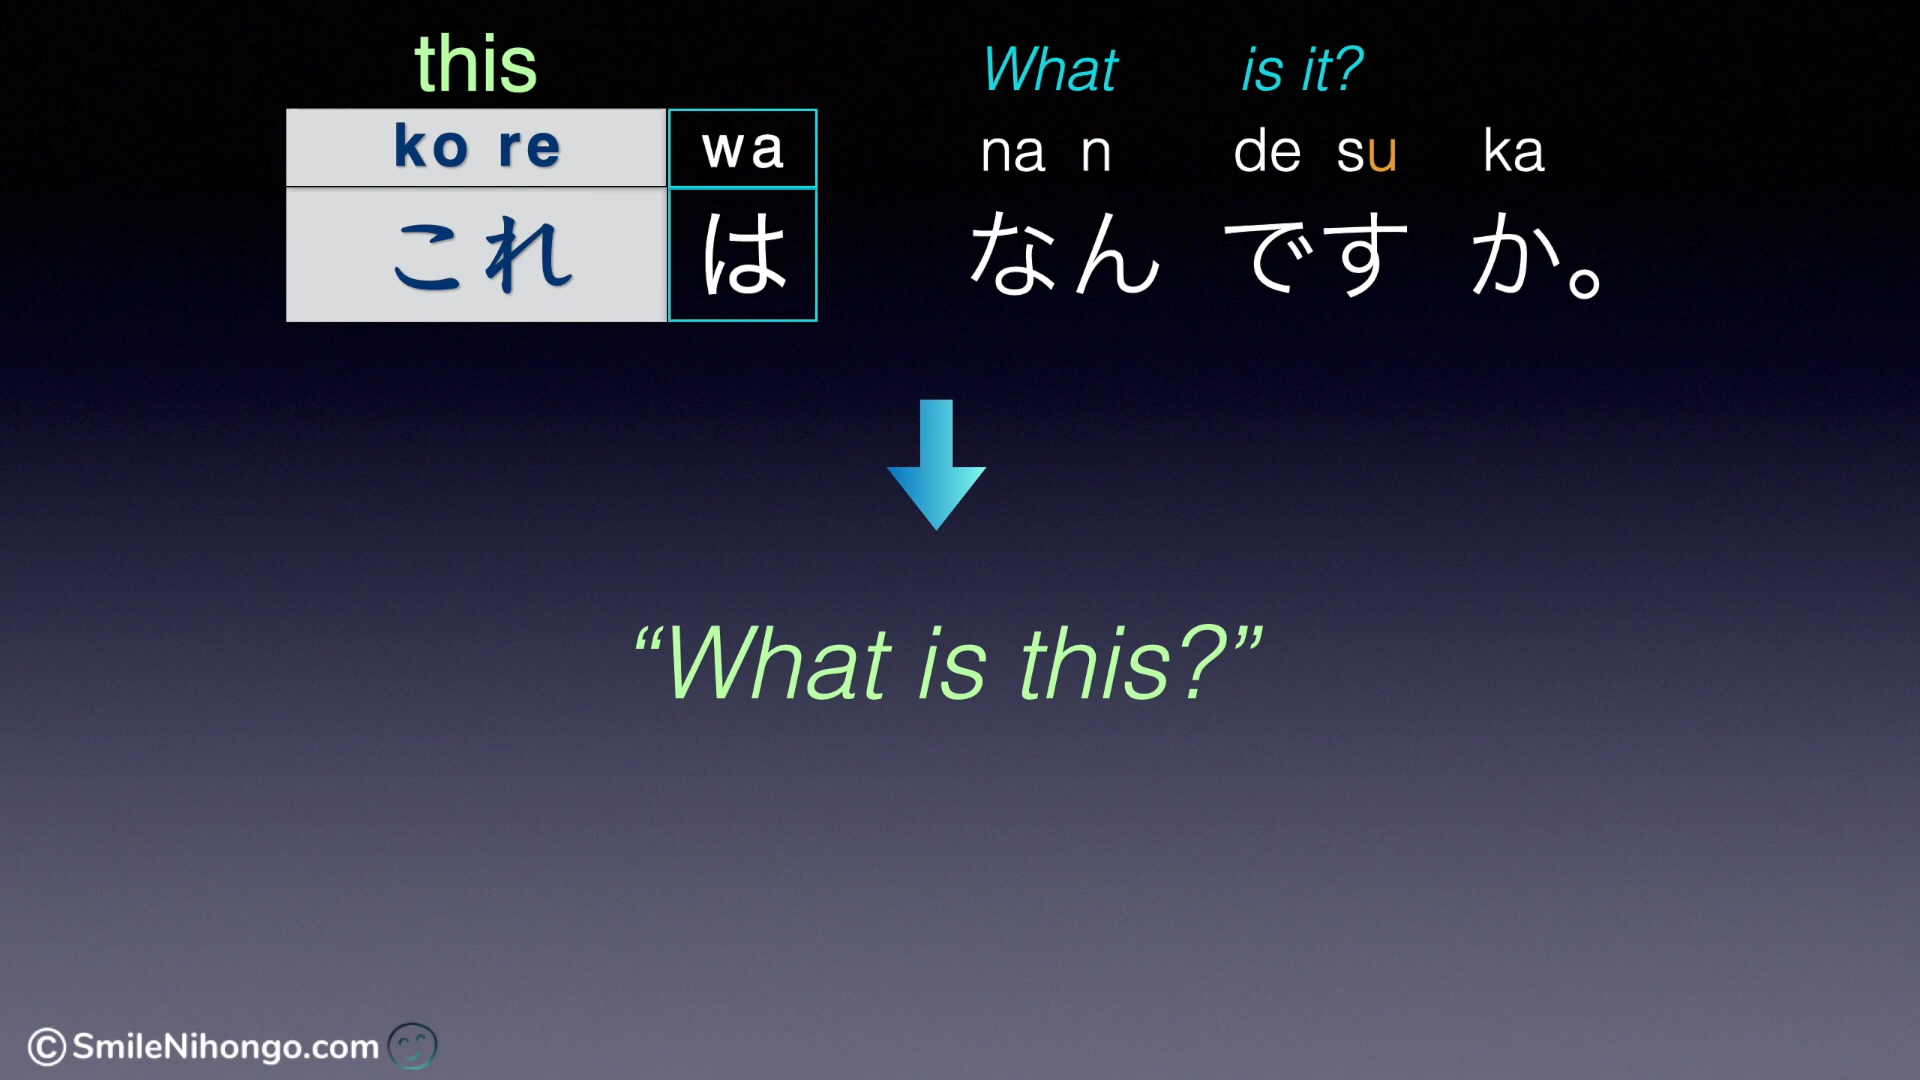 this What is it?
ko re wa na n de su ka
これ は なん です か。
“What is this?”
© SmileNihongo.com